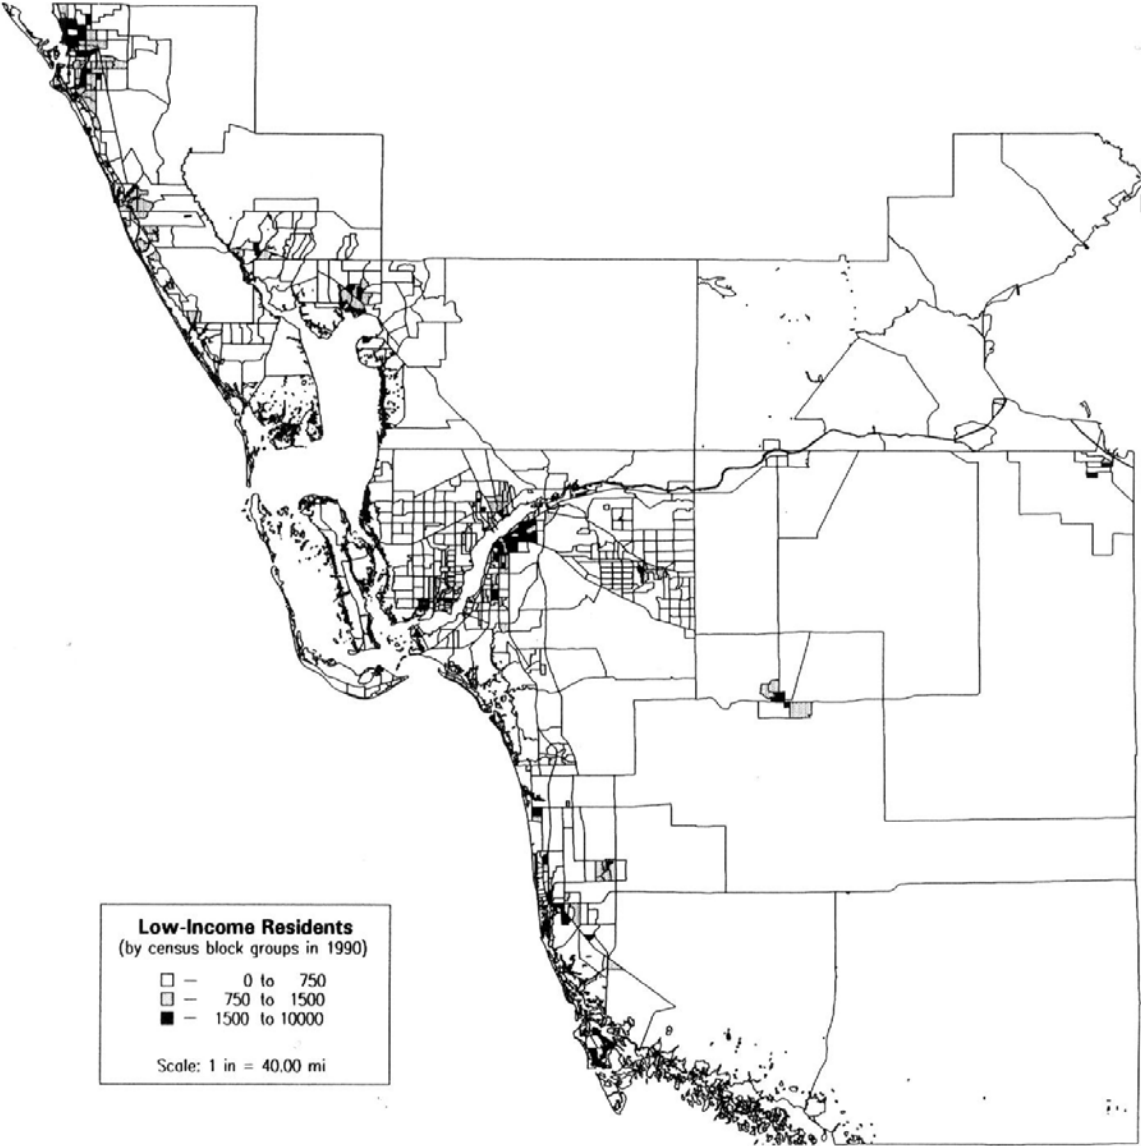 Low-Income Residents
(by census block groups in 1990)
— 0 to 750
— 750 to 1500
— 1500 to 10000
Scale: 1 in = 40.00 mi